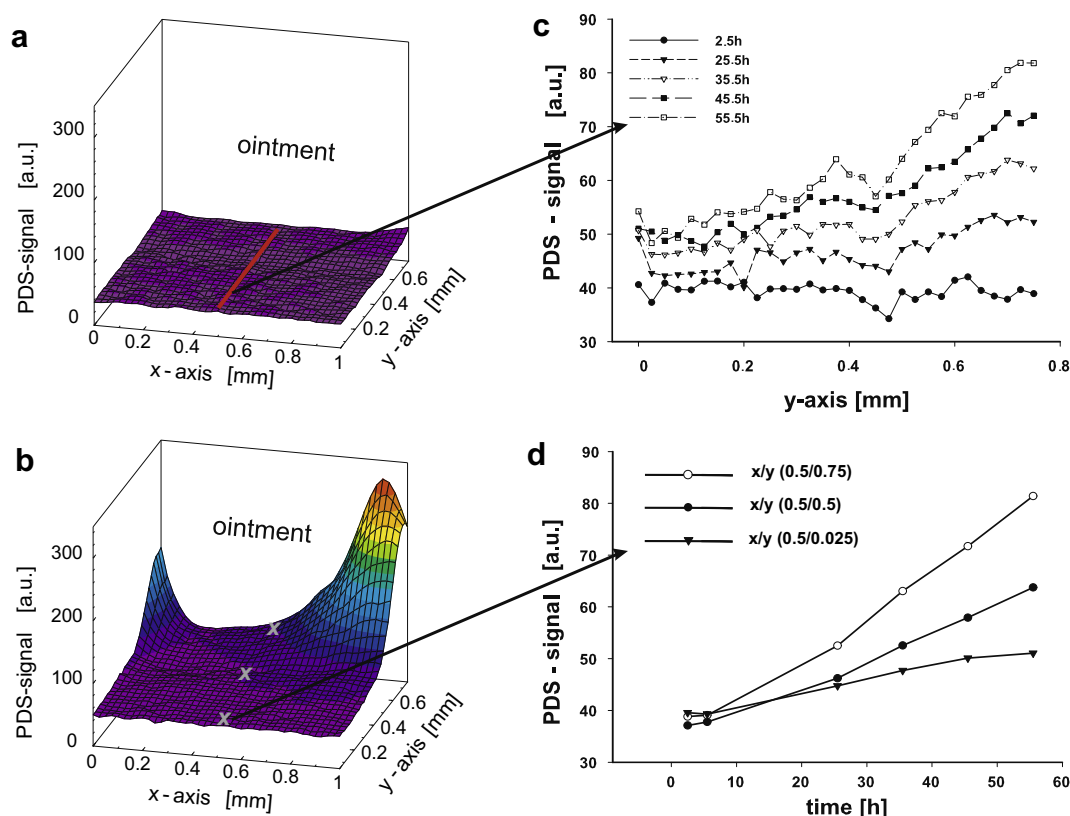 a
ointment
PDS-signal [a.u.]
300
200
100
0
0
0.2
0.4
0.6
0.8
1
x - axis [mm]
0.2
0.4
0.6
y - axis [mm]
c
2.5h
25.5h
35.5h
45.5h
55.5h
PDS - signal [a.u.]
90
80
70
60
50
40
30
0
0.2
0.4
0.6
0.8
y-axis [mm]
b
ointment
PDS-signal [a.u.]
300
200
100
0
0
0.2
0.4
0.6
0.8
1
x - axis [mm]
0.2
0.4
0.6
y - axis [mm]
x
x
x
d
x/y (0.5/0.75)
x/y (0.5/0.5)
x/y (0.5/0.025)
PDS - signal [a.u.]
90
80
70
60
50
40
30
0
10
20
30
40
50
60
time [h]